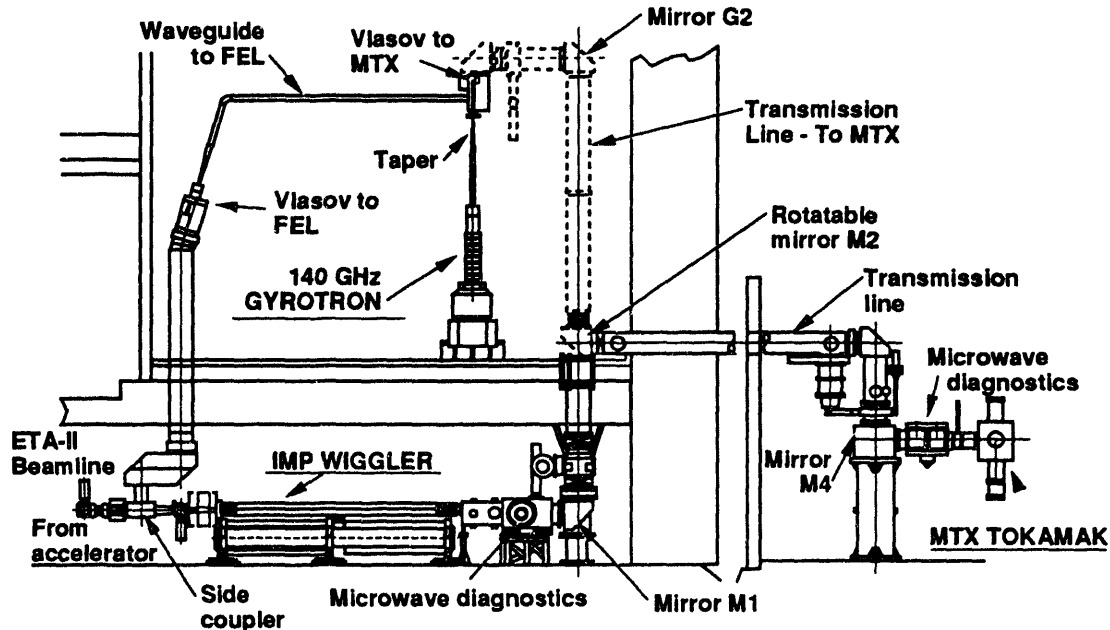 Mirror G2
Waveguide
to FEL
Vlasov to
MTX
Transmission
Line - To MTX
Taper
Vlasov to
FEL
Rotatable
mirror M2
140 GHz
GYROTRON
Transmission
line
Microwave
diagnostics
ETA-II
Beamline
IMP WIGGLER
Mirror
M4
From
accelerator
MTX TOKAMAK
Side
coupler
Microwave diagnostics
Mirror M1